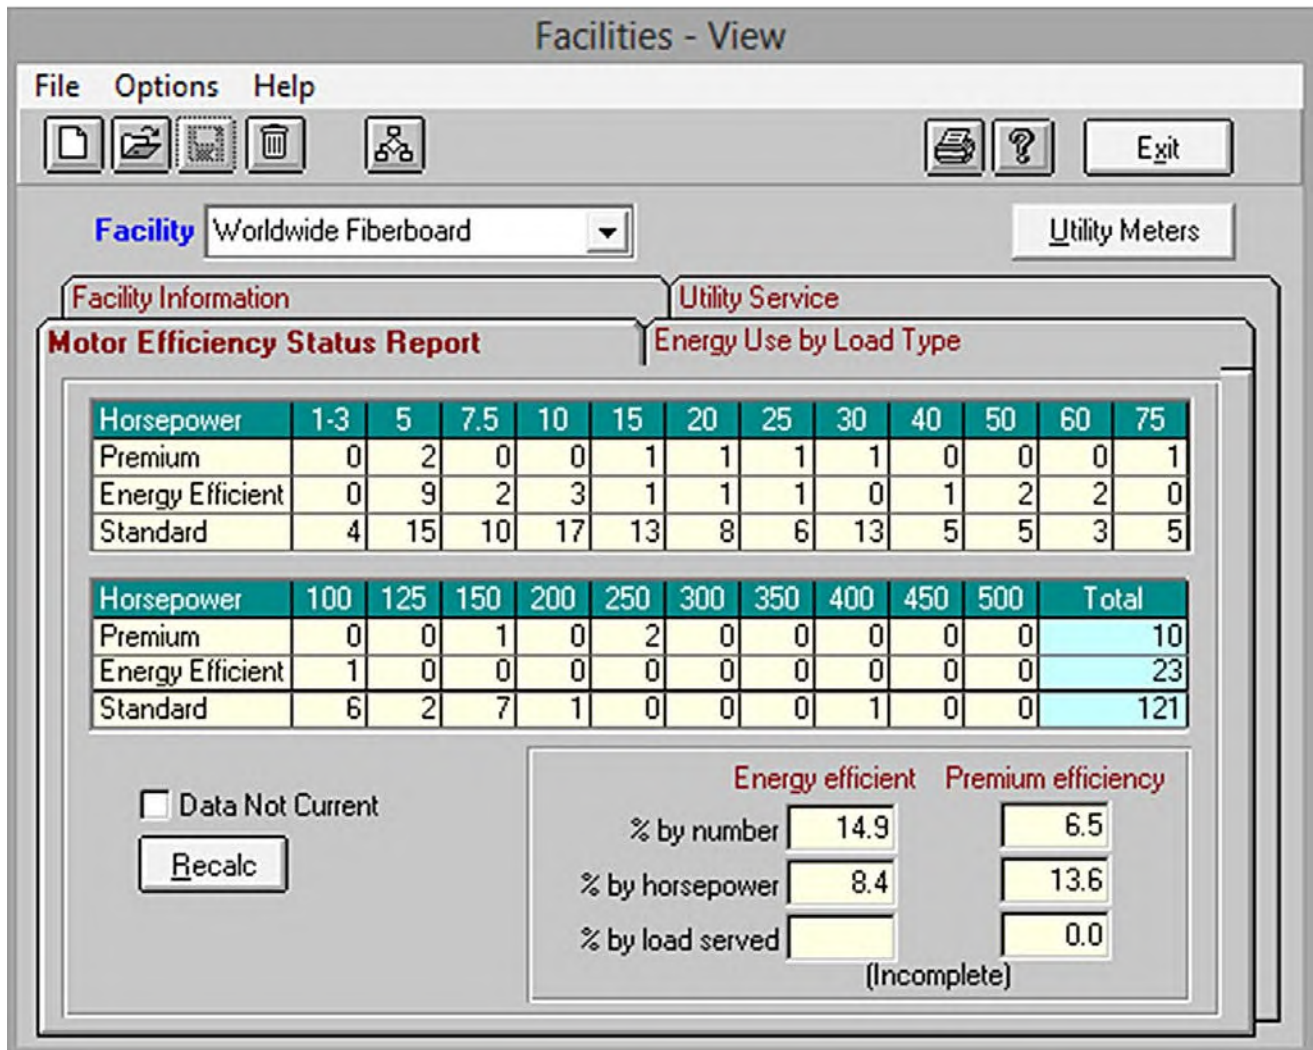 Facilities - View
File Options Help
Exit
Facility Worldwide Fiberboard Utility Meters
Facility Information Utility Service
Motor Efficiency Status Report Energy Use by Load Type
Horsepower 1-3 5 7.5 10 15 20 25 30 40 50 60 75
Premium 0 2 0 0 1 1 1 1 0 0 0 1
Energy Efficient 0 9 2 3 1 1 1 0 1 2 2 0
Standard 4 15 10 17 13 8 6 13 5 5 3 5
Horsepower 100 125 150 200 250 300 350 400 450 500 Total
Premium 0 0 1 0 2 0 0 0 0 0 10
Energy Efficient 1 0 0 0 0 0 0 0 0 0 23
Standard 6 2 7 1 0 0 0 1 0 0 121
Energy efficient Premium efficiency
Data Not Current
% by number 14.9 6.5
Recalc
% by horsepower 8.4 13.6
% by load served 0.0
(Incomplete)